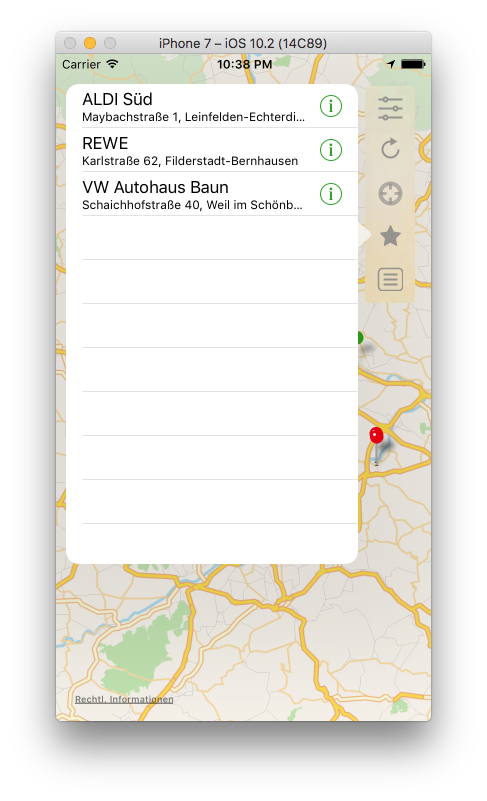 iPhone 7 – iOS 10.2 (14C89)
Carrier 10:38 PM
ALDI Süd
Maybachstraße 1, Leinfelden-Echterdi...
REWE
Karlstraße 62, Filderstadt-Bernhausen
VW Autohaus Baun
Schaichhofstraße 40, Weil im Schönb...
Rechtl. Informationen